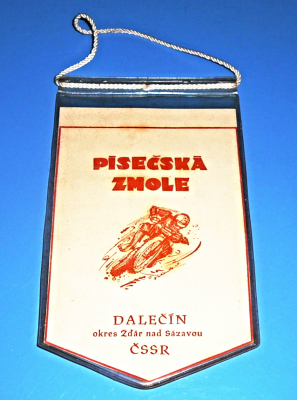 PÍSEČSKÁ
ZMOLE
DALEČÍN
okres Žďár nad Sázavou
ČSSR